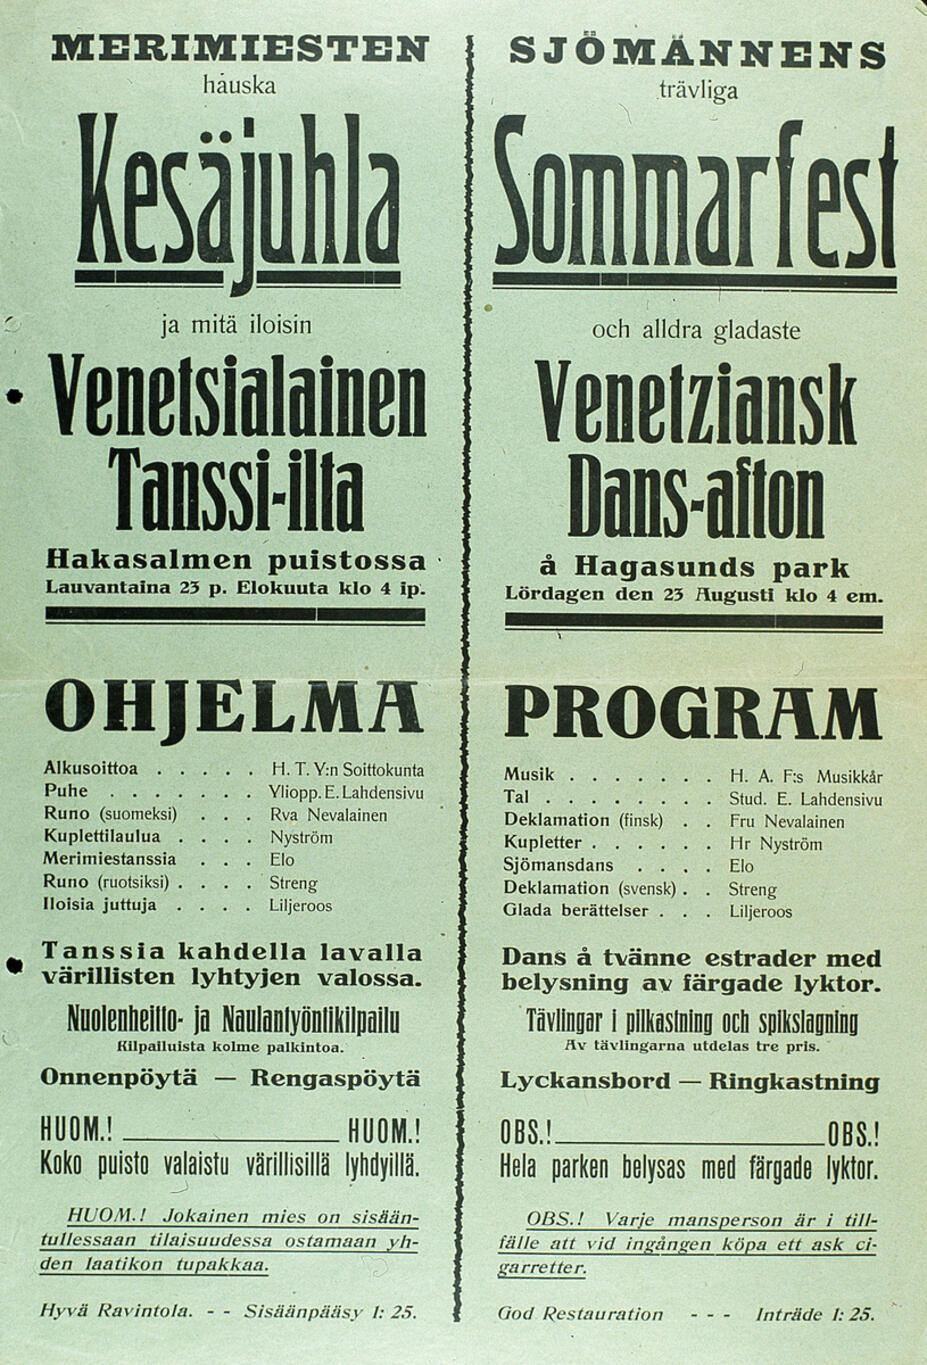 MERIMIESTEN
hauska
Kesäjuhla
ja mitä iloisin
Venetsialainen
Tanssi-ilta
Hakasalmen puistossa
Lauvantaina 23 p. Elokuuta klo 4 ip.
OHJELMA
Alkusoittoa . . . . . H. T. Y:n Soittokunta
Puhe . . . . . . . Yliopp. E. Lahdensivu
Runo (suomeksi) . . . Rva Nevalainen
Kuplettilaulua . . . . Nyström
Merimiestanssia . . . Elo
Runo (ruotsiksi) . . . . Streng
Iloisia juttuja . . . . Liljeroos
Tanssia kahdella lavalla
värillisten lyhtyjen valossa.
Nuolenheitto- ja Naulantyöntikilpailu
Kilpailuista kolme palkintoa.
Onnenpöytä — Rengaspöytä
HUOM.! HUOM.!
Koko puisto valaistu värillisillä lyhdyillä.
HUOM.! Jokainen mies on sisään-
tullessaan tilaisuudessa ostamaan yh-
den laatikon tupakkaa.
Hyvä Ravintola. - - Sisäänpääsy 1: 25.
SJÖMÄNNENS
trävliga
Sommarfest
och alldra gladaste
Venetziansk
Dans-afton
å Hagasunds park
Lördagen den 23 Augusti klo 4 em.
PROGRAM
Musik . . . . . . . H. A. F:s Musikkår
Tal . . . . . . . . Stud. E. Lahdensivu
Deklamation (finsk) . . Fru Nevalainen
Kupletter . . . . . . Hr Nyström
Sjömansdans . . . . Elo
Deklamation (svensk) . . Streng
Glada berättelser . . . Liljeroos
Dans å tvänne estrader med
belysning av färgade lyktor.
Tävlingar i pilkastning och spikslagning
Av tävlingarna utdelas tre pris.
Lyckansbord — Ringkastning
OBS.! OBS.!
Hela parken belysas med färgade lyktor.
OBS.! Varje mansperson är i till-
fälle att vid ingången köpa ett ask ci-
garretter.
God Restauration - - - Inträde 1: 25.